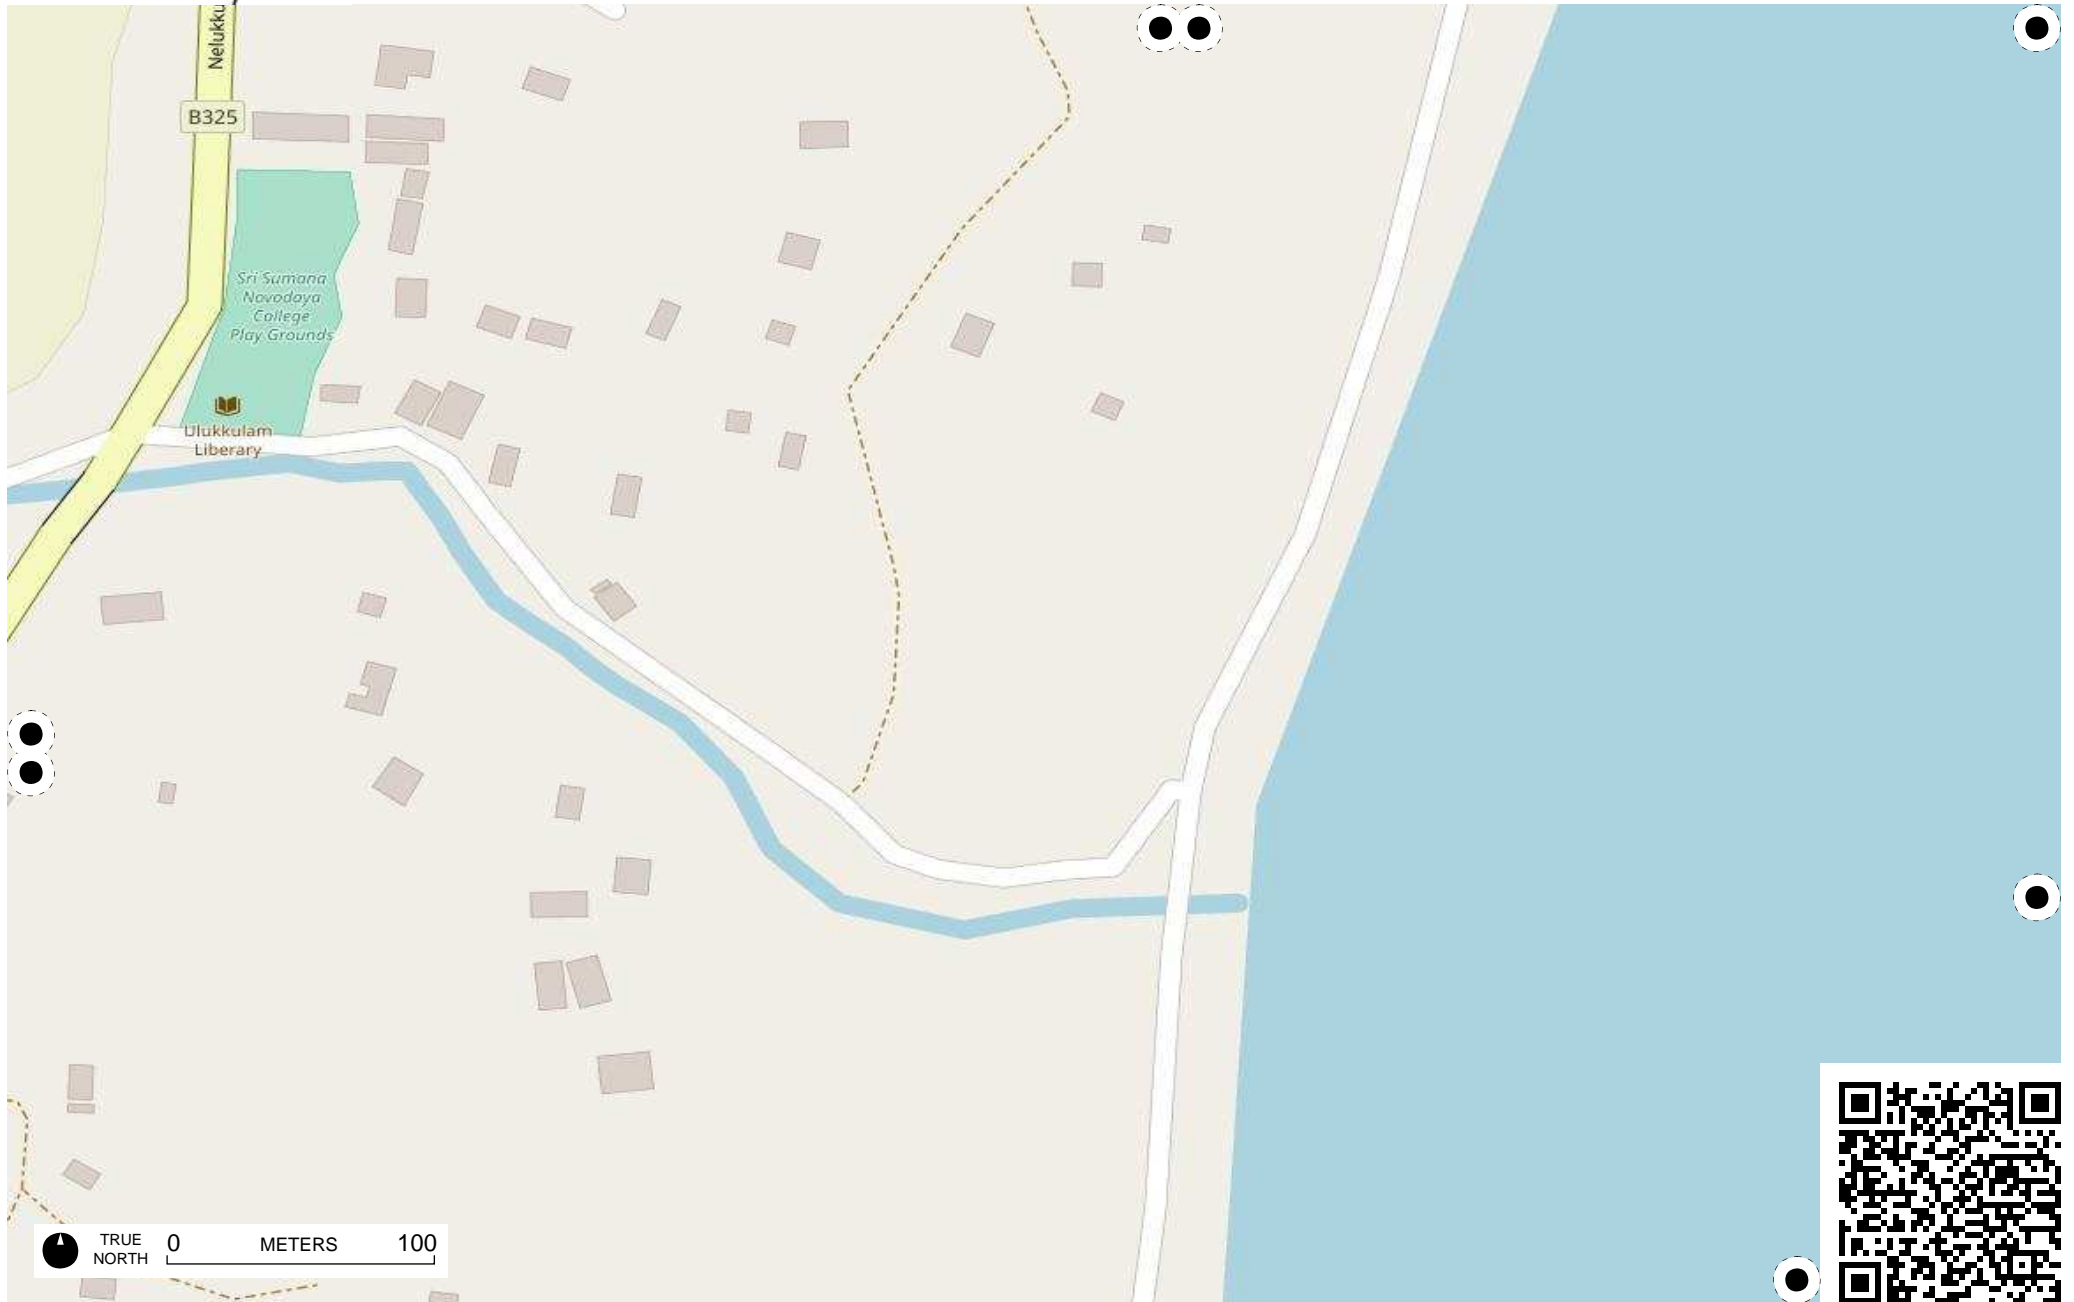 Nelukku
B325
Sri Sumana
Novodaya
College
Play Grounds
Ulukkulam
Liberary
TRUE
NORTH
0 METERS 100